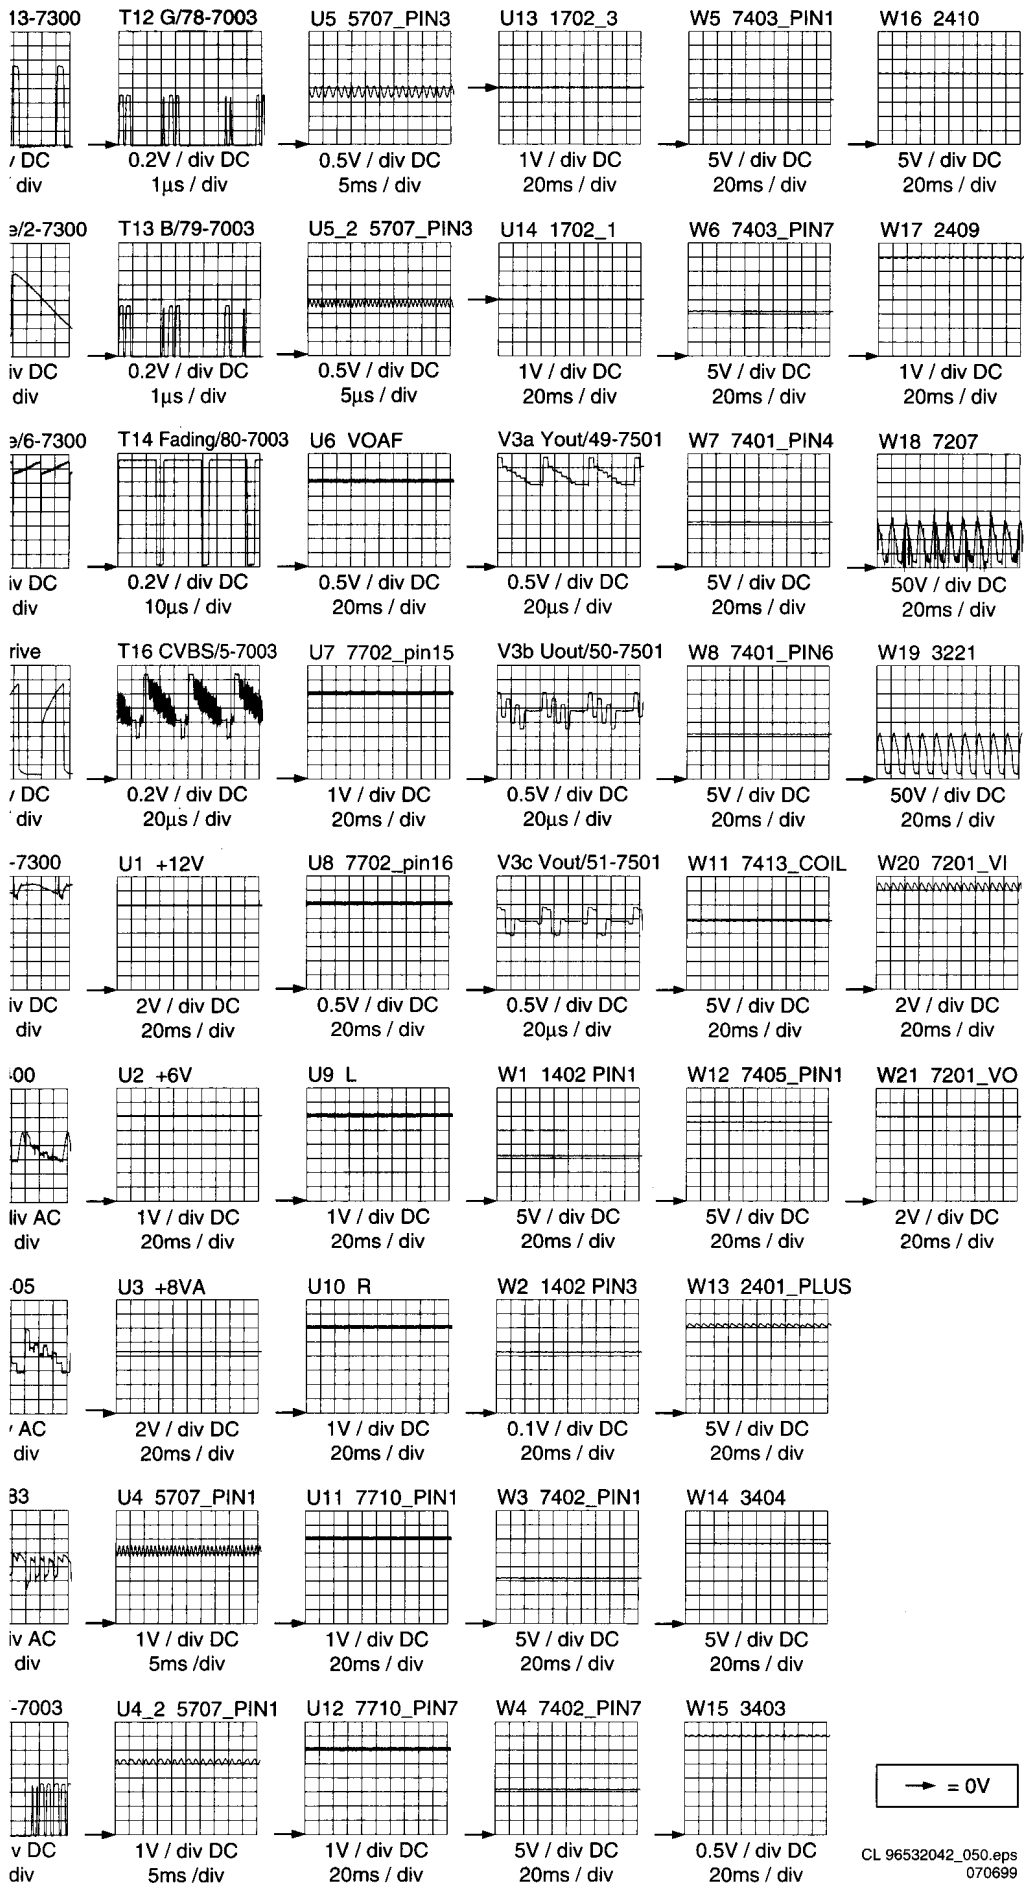 13-7300 T12 G/78-7003 U5 5707_PIN3 U13 1702_3 W5 7403_PIN1 W16 2410
/ DC 0.2V / div DC 0.5V / div DC 1V / div DC 5V / div DC 5V / div DC
div 1µs / div 5ms / div 20ms / div 20ms / div 20ms / div
e/2-7300 T13 B/79-7003 U5_2 5707_PIN3 U14 1702_1 W6 7403_PIN7 W17 2409
iv DC 0.2V / div DC 0.5V / div DC 1V / div DC 5V / div DC 1V / div DC
div 1µs / div 5µs / div 20ms / div 20ms / div 20ms / div
e/6-7300 T14 Fading/80-7003 U6 VOAF V3a Yout/49-7501 W7 7401_PIN4 W18 7207
iv DC 0.2V / div DC 0.5V / div DC 0.5V / div DC 5V / div DC 50V / div DC
div 10µs / div 20ms / div 20µs / div 20ms / div 20ms / div
rive T16 CVBS/5-7003 U7 7702_pin15 V3b Uout/50-7501 W8 7401_PIN6 W19 3221
/ DC 0.2V / div DC 1V / div DC 0.5V / div DC 5V / div DC 50V / div DC
div 20µs / div 20ms / div 20µs / div 20ms / div 20ms / div
-7300 U1 +12V U8 7702_pin16 V3c Vout/51-7501 W11 7413_COIL W20 7201_VI
iv DC 2V / div DC 0.5V / div DC 0.5V / div DC 5V / div DC 2V / div DC
div 20ms / div 20ms / div 20µs / div 20ms / div 20ms / div
00 U2 +6V U9 L W1 1402 PIN1 W12 7405_PIN1 W21 7201_VO
liv AC 1V / div DC 1V / div DC 5V / div DC 5V / div DC 2V / div DC
div 20ms / div 20ms / div 20ms / div 20ms / div 20ms / div
05 U3 +8VA U10 R W2 1402 PIN3 W13 2401_PLUS
/ AC 2V / div DC 1V / div DC 0.1V / div DC 5V / div DC
div 20ms / div 20ms / div 20ms / div 20ms / div
83 U4 5707_PIN1 U11 7710_PIN1 W3 7402_PIN1 W14 3404
iv AC 1V / div DC 1V / div DC 5V / div DC 5V / div DC
div 5ms /div 20ms / div 20ms / div 20ms / div
-7003 U4_2 5707_PIN1 U12 7710_PIN7 W4 7402_PIN7 W15 3403
= 0V
v DC 1V / div DC 1V / div DC 5V / div DC 0.5V / div DC
div 5ms /div 20ms / div 20ms / div 20ms / div
CL 96532042_050.eps
070699